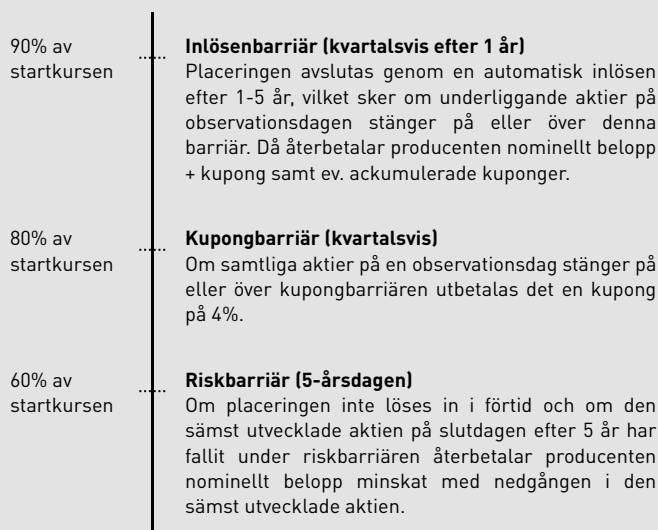 90% av
startkursen
Inlösenbarriär (kvartalsvis efter 1 år)
Placeringen avslutas genom en automatisk inlösen
efter 1-5 år, vilket sker om underliggande aktier på
observationsdagen stänger på eller över denna
barriär. Då återbetalar producenten nominellt belopp
+ kupong samt ev. ackumulerade kuponger.
80% av
startkursen
Kupongbarriär (kvartalsvis)
Om samtliga aktier på en observationsdag stänger på
eller över kupongbarriären utbetalas det en kupong
på 4%.
60% av
startkursen
Riskbarriär (5-årsdagen)
Om placeringen inte löses in i förtid och om den
sämst utvecklade aktien på slutdagen efter 5 år har
fallit under riskbarriären återbetalar producenten
nominellt belopp minskat med nedgången i den
sämst utvecklade aktien.